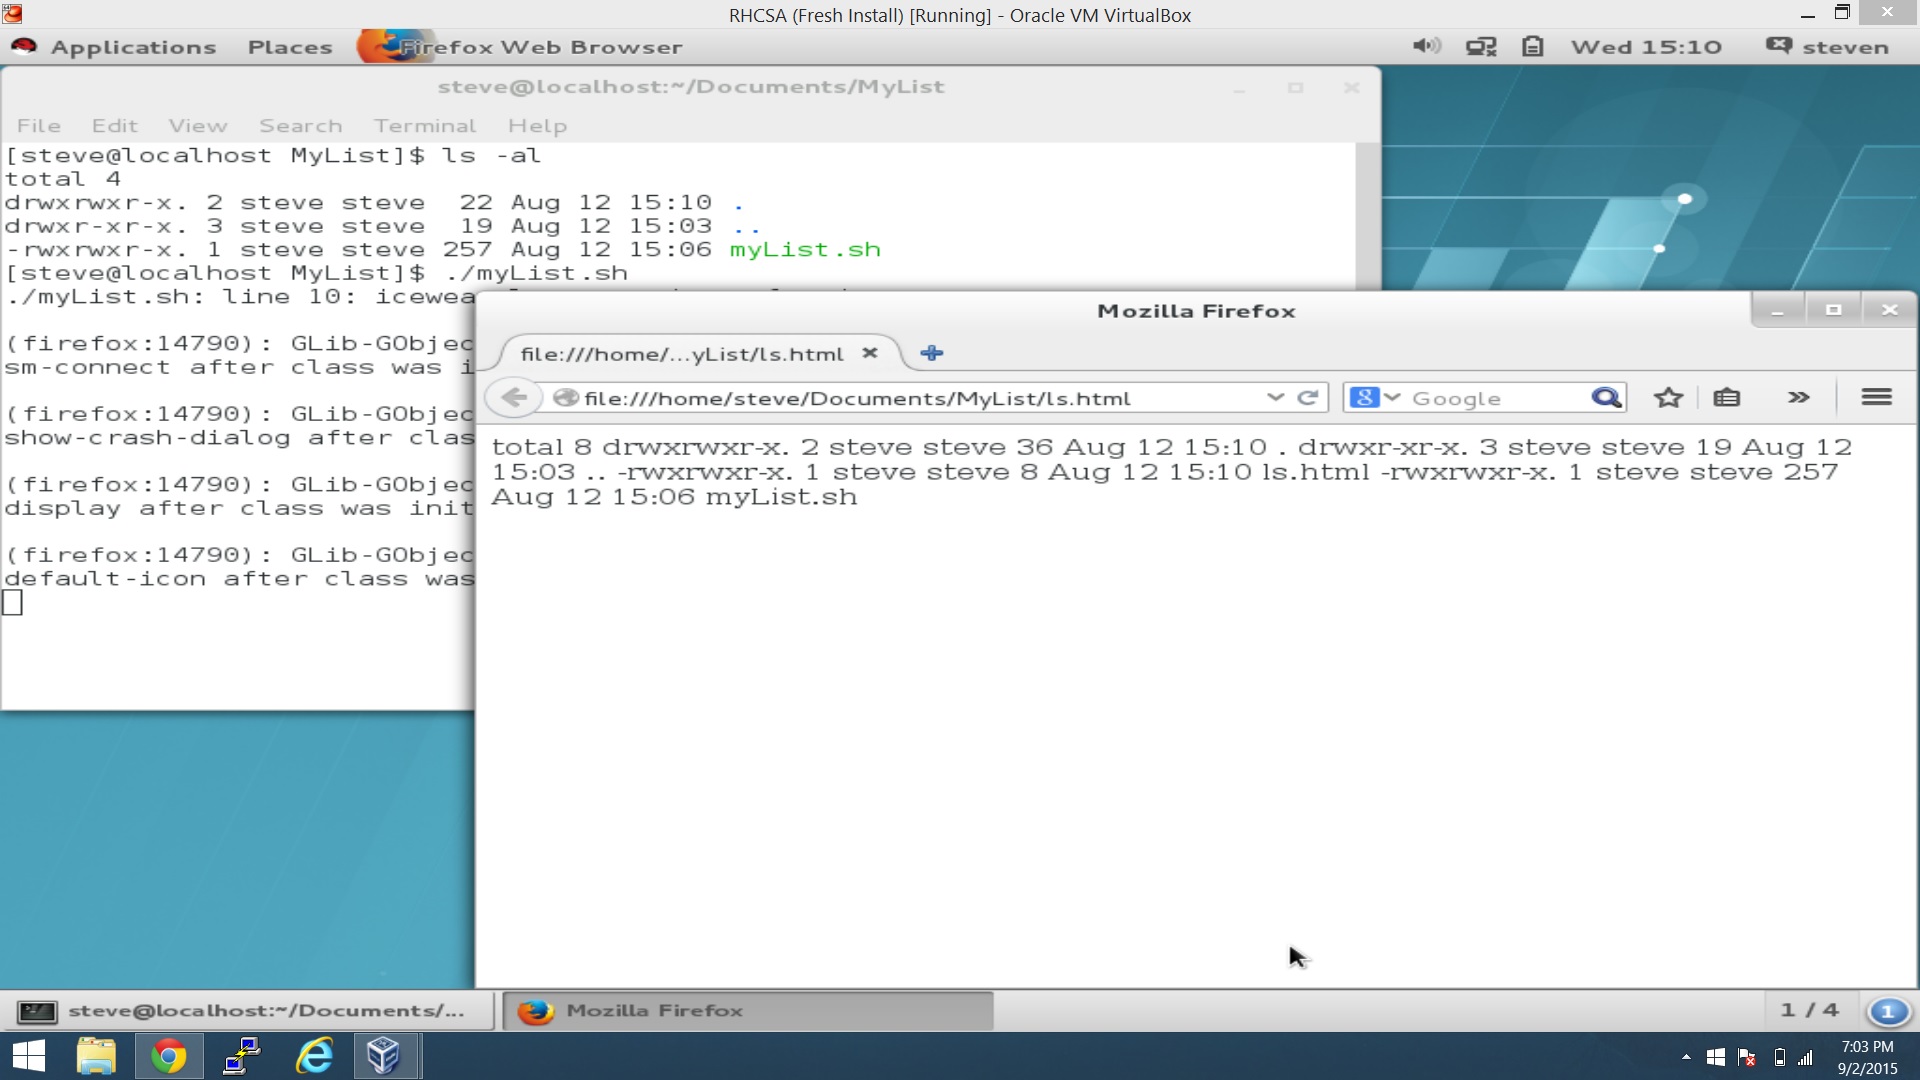 RHCSA (Fresh Install) [Running] - Oracle VM VirtualBox
Applications Places Firefox Web Browser Wed 15:10 steven
steve@localhost:~/Documents/MyList
File Edit View Search Terminal Help
[steve@localhost MyList]$ ls -al
total 4
drwxrwxr-x. 2 steve steve 22 Aug 12 15:10 .
drwxr-xr-x. 3 steve steve 19 Aug 12 15:03 ..
-rwxrwxr-x. 1 steve steve 257 Aug 12 15:06 myList.sh
[steve@localhost MyList]$ ./myList.sh
./myList.sh: line 10: icewea
(firefox:14790): GLib-GObjec
sm-connect after class was i
(firefox:14790): GLib-GObjec
show-crash-dialog after clas
(firefox:14790): GLib-GObjec
display after class was init
(firefox:14790): GLib-GObjec
default-icon after class was
Mozilla Firefox
file:///home/...yList/ls.html
file:///home/steve/Documents/MyList/ls.html
8 Google
total 8 drwxrwxr-x. 2 steve steve 36 Aug 12 15:10 . drwxr-xr-x. 3 steve steve 19 Aug 12
15:03 .. -rwxrwxr-x. 1 steve steve 8 Aug 12 15:10 ls.html -rwxrwxr-x. 1 steve steve 257
Aug 12 15:06 myList.sh
steve@localhost:~/Documents/... Mozilla Firefox 1 / 4 1
7:03 PM
9/2/2015